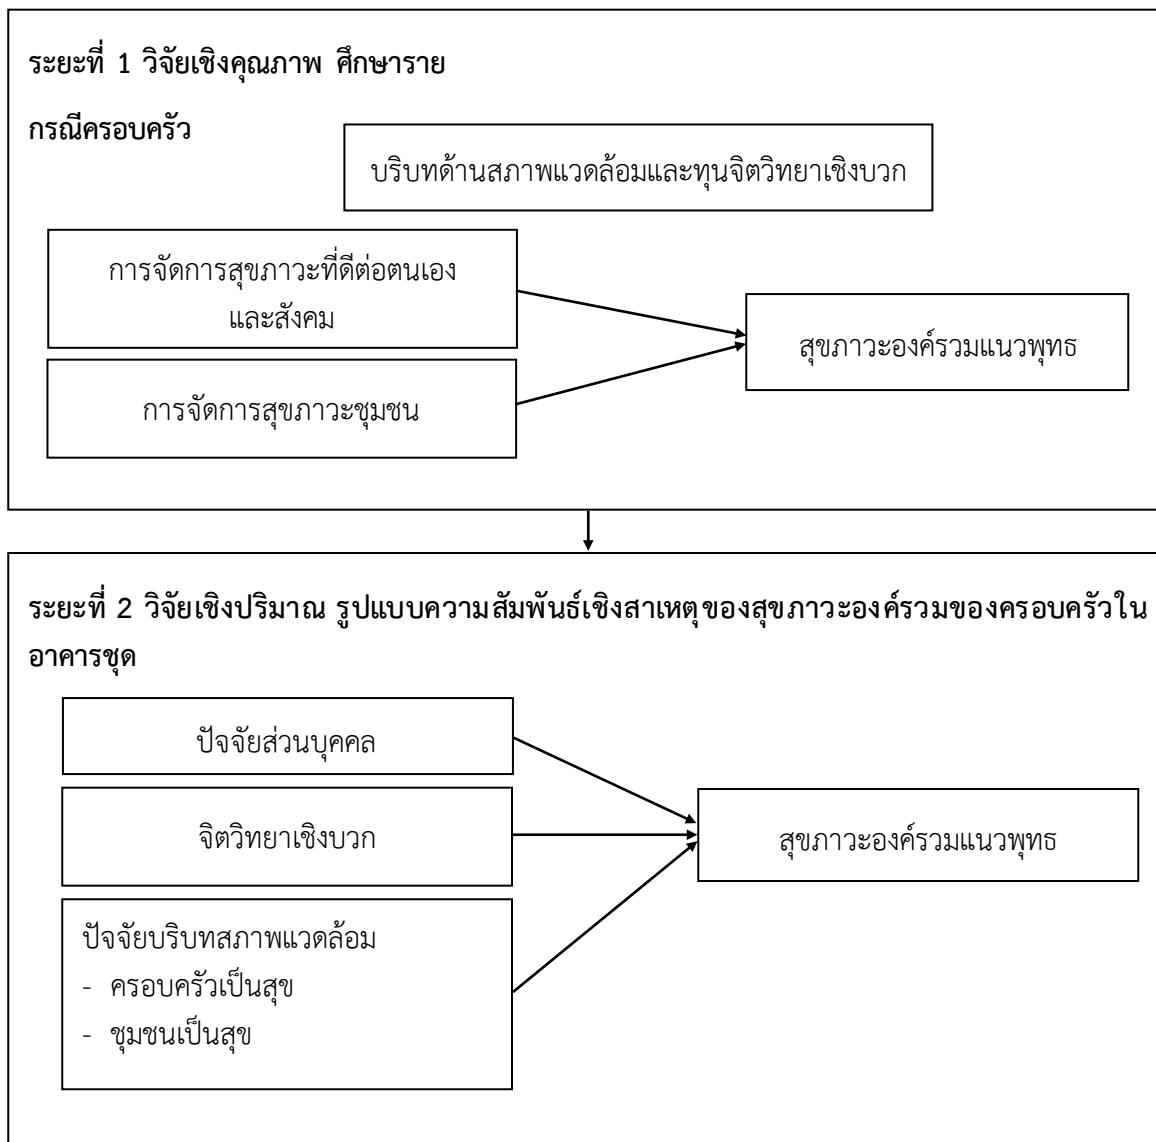 ระยะที่ 1 วิจัยเชิงคุณภาพ ศึกษาราย
กรณีครอบครัว
บริบทด้านสภาพแวดล้อมและทุนจิตวิทยาเชิงบวก
การจัดการสุขภาวะที่ดีต่อตนเอง
และสังคม
สุขภาวะองค์รวมแนวพุทธ
การจัดการสุขภาวะชุมชน
ระยะที่ 2 วิจัยเชิงปริมาณ รูปแบบความสัมพันธ์เชิงสาเหตุของสุขภาวะองค์รวมของครอบครัวใน
อาคารชุด
ปัจจัยส่วนบุคคล
จิตวิทยาเชิงบวก
สุขภาวะองค์รวมแนวพุทธ
ปัจจัยบริบทสภาพแวดล้อม
- ครอบครัวเป็นสุข
- ชุมชนเป็นสุข